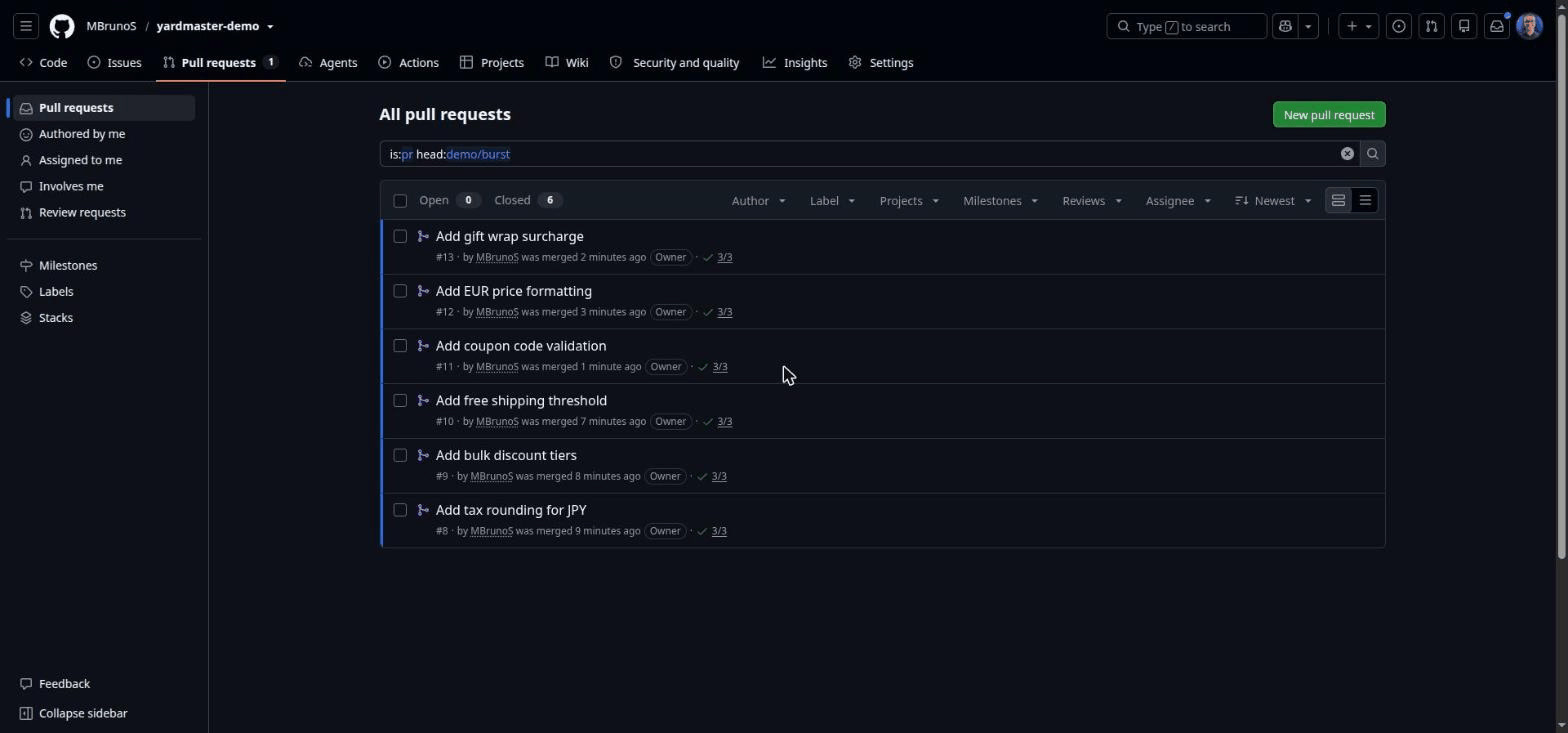 MBrunoS / yardmaster-demo
Type / to search
Code
Issues
Pull requests 1
Agents
Actions
Projects
Wiki
Security and quality
Insights
Settings
Pull requests
Authored by me
Assigned to me
Involves me
Review requests
Milestones
Labels
Stacks
Feedback
Collapse sidebar
All pull requests
New pull request
is:pr head:demo/burst
Open 0 Closed 6 Author Label Projects Milestones Reviews Assignee Newest
Add gift wrap surcharge
#13 · by MBrunoS was merged 2 minutes ago Owner · 3/3
Add EUR price formatting
#12 · by MBrunoS was merged 3 minutes ago Owner · 3/3
Add coupon code validation
#11 · by MBrunoS was merged 1 minute ago Owner · 3/3
Add free shipping threshold
#10 · by MBrunoS was merged 7 minutes ago Owner · 3/3
Add bulk discount tiers
#9 · by MBrunoS was merged 8 minutes ago Owner · 3/3
Add tax rounding for JPY
#8 · by MBrunoS was merged 9 minutes ago Owner · 3/3